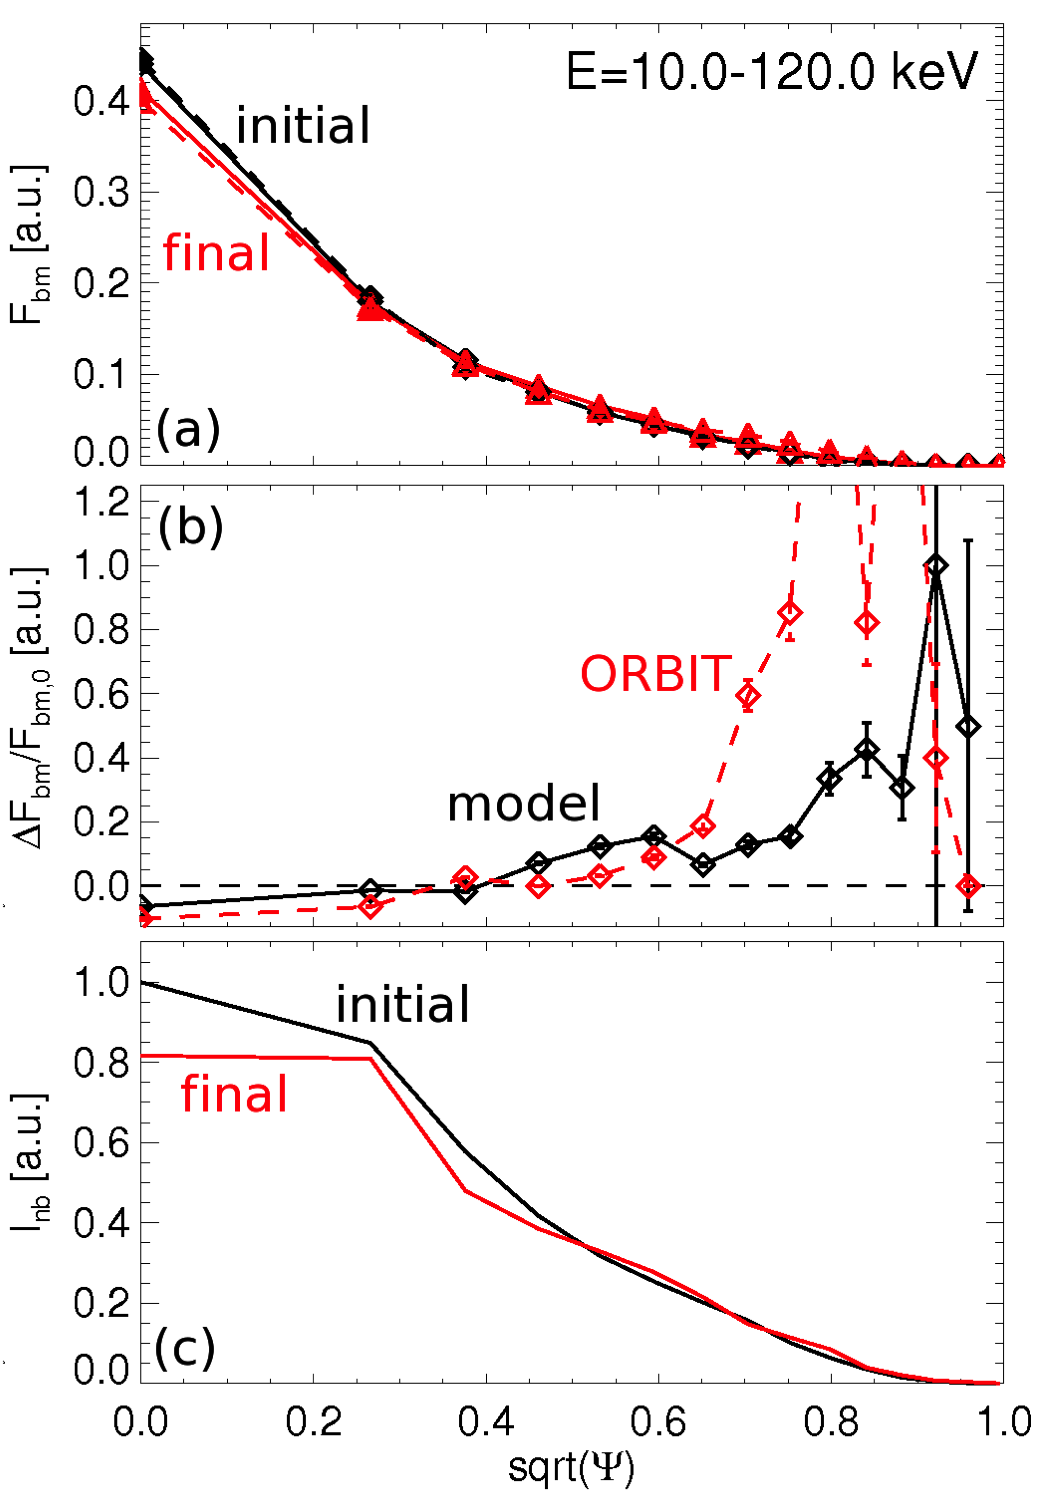 E=10.0-120.0 keV
initial
final
(a)
F_bm [a.u.]
0.4
0.3
0.2
0.1
0.0
(b)
ORBIT
model
ΔF_bm/F_bm,0 [a.u.]
1.2
1.0
0.8
0.6
0.4
0.2
0.0
initial
final
(c)
I_nb [a.u.]
1.0
0.8
0.6
0.4
0.2
0.0
0.0 0.2 0.4 0.6 0.8 1.0
sqrt(Ψ)